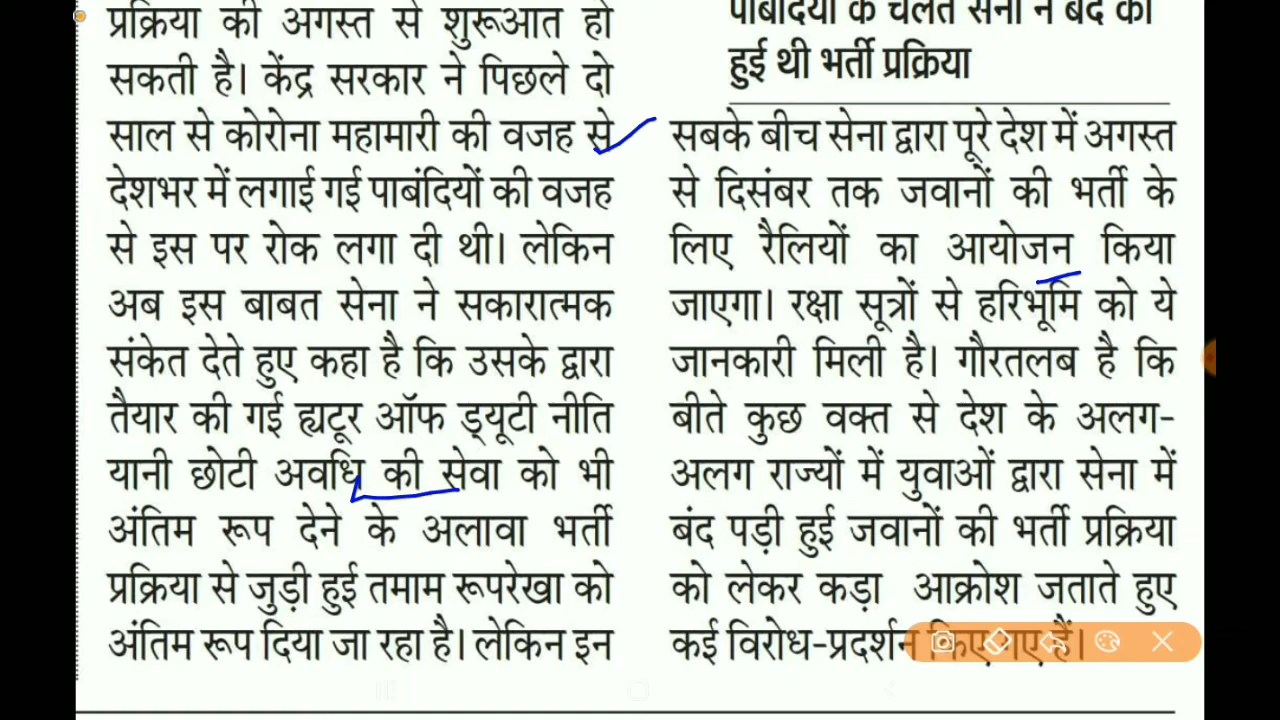 प्रक्रिया की अगस्त से शुरूआत हो
सकती है। केंद्र सरकार ने पिछले दो
साल से कोरोना महामारी की वजह से
देशभर में लगाई गई पाबंदियों की वजह
से इस पर रोक लगा दी थी। लेकिन
अब इस बाबत सेना ने सकारात्मक
संकेत देते हुए कहा है कि उसके द्वारा
तैयार की गई ह्यटूर ऑफ ड्यूटी नीति
यानी छोटी अवधि की सेवा को भी
अंतिम रूप देने के अलावा भर्ती
प्रक्रिया से जुड़ी हुई तमाम रूपरेखा को
अंतिम रूप दिया जा रहा है। लेकिन इन
पाबंदियों के चलते सेना ने बंद की
हुई थी भर्ती प्रक्रिया
सबके बीच सेना द्वारा पूरे देश में अगस्त
से दिसंबर तक जवानों की भर्ती के
लिए रैलियों का आयोजन किया
जाएगा। रक्षा सूत्रों से हरिभूमि को ये
जानकारी मिली है। गौरतलब है कि
बीते कुछ वक्त से देश के अलग-
अलग राज्यों में युवाओं द्वारा सेना में
बंद पड़ी हुई जवानों की भर्ती प्रक्रिया
को लेकर कड़ा आक्रोश जताते हुए
कई विरोध-प्रदर्शन किए गए हैं।